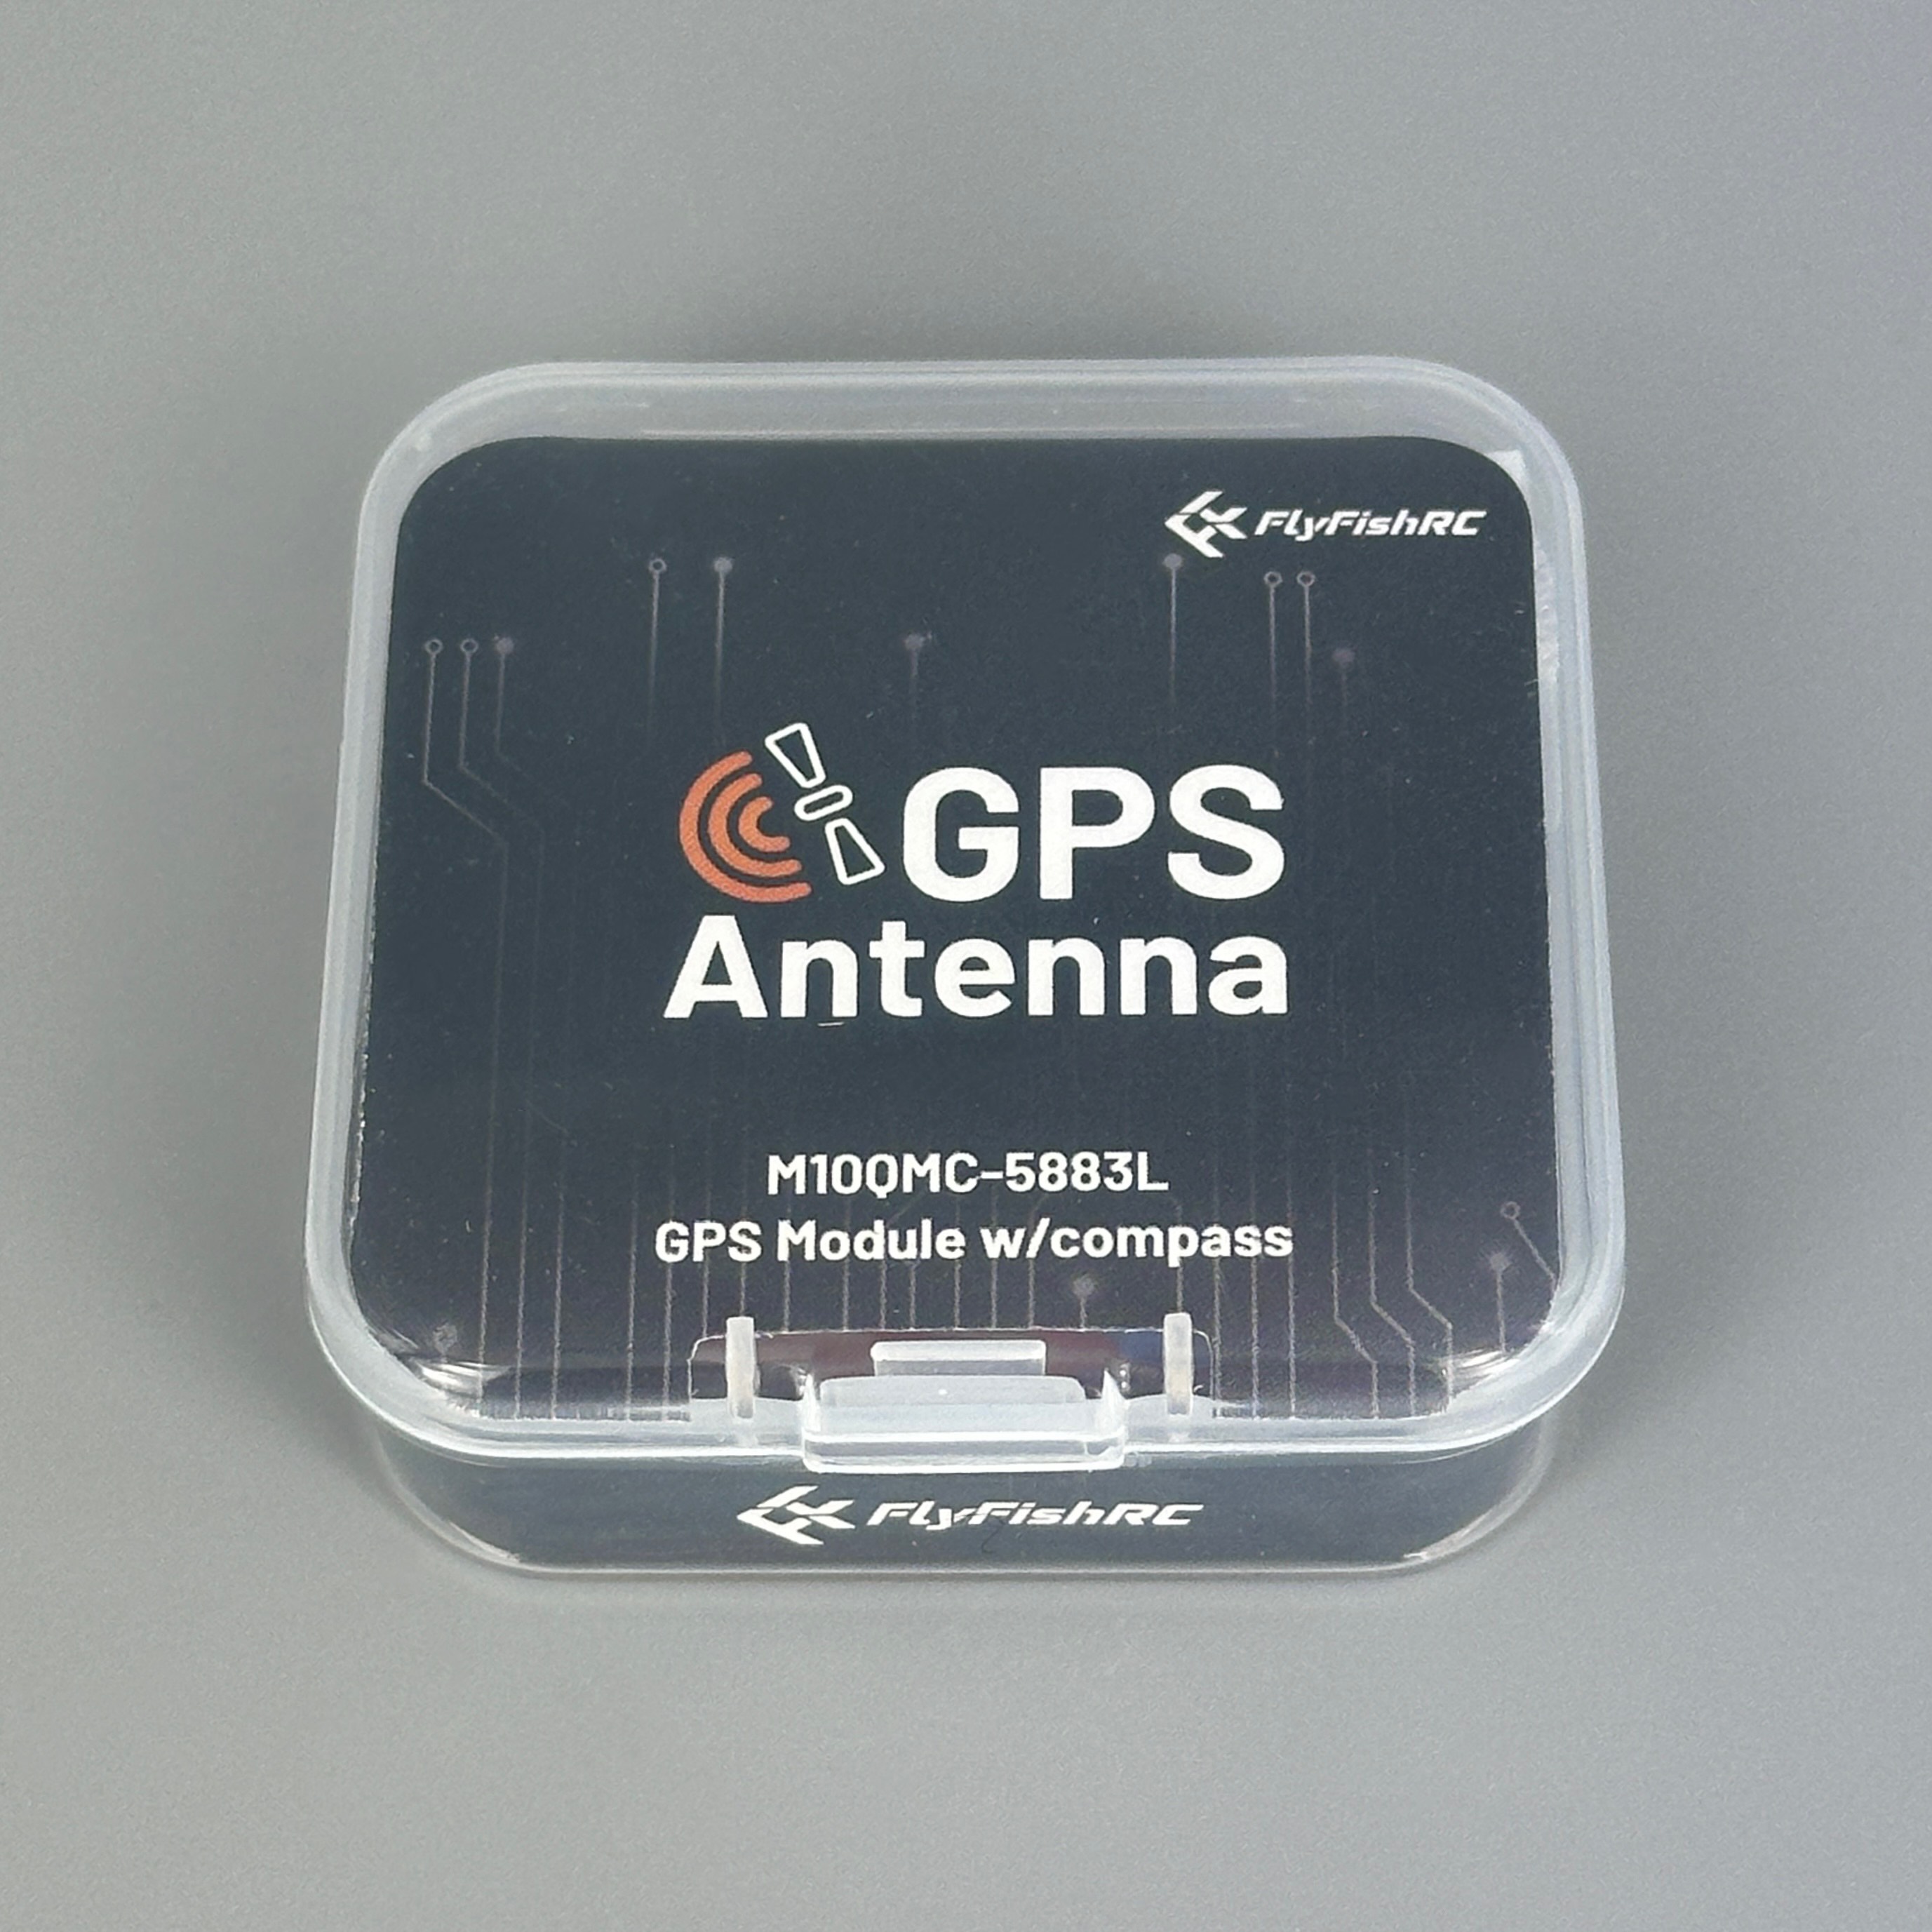 FlyFishRC
GPS
Antenna
M10QMC-5883L
GPS Module w/compass
FlyFishRC